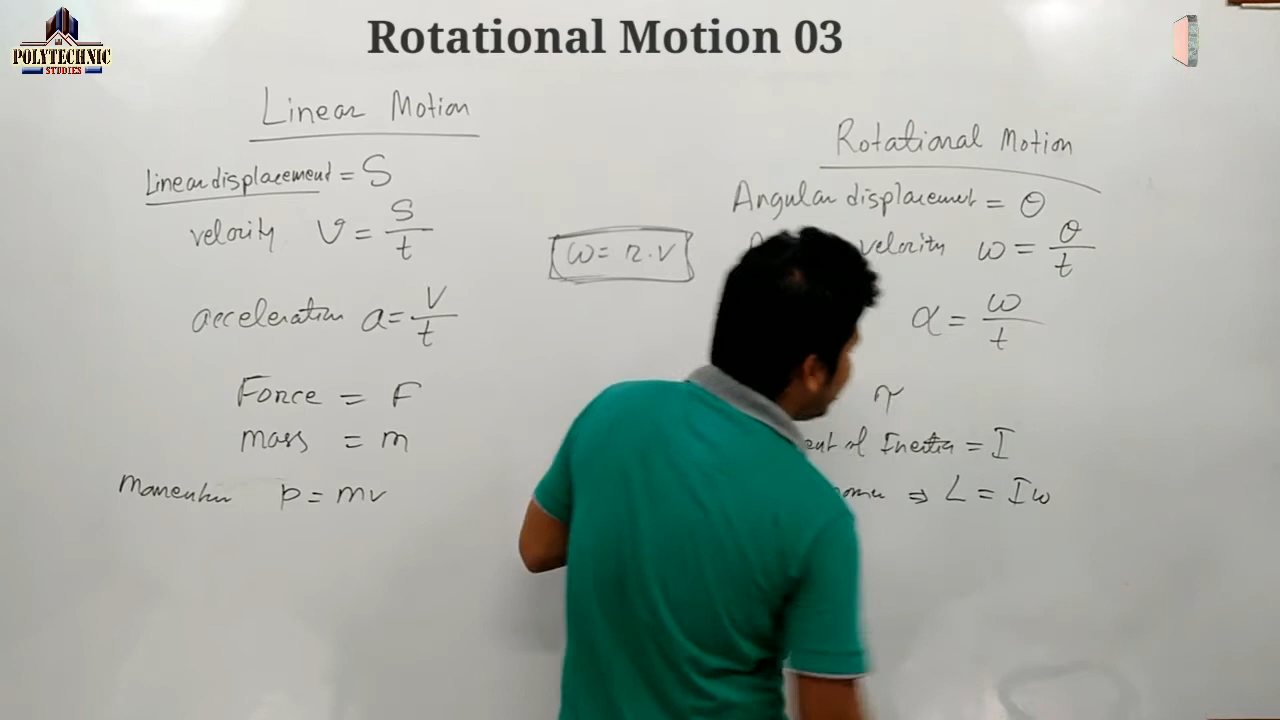 Rotational Motion 03
POLYTECHNIC
STUDIES
Linear Motion
Linear displacement = S
velocity v = S/t
acceleration a = V/t
Force = F
mass = m
p = mv
ω = r.v
Rotational Motion
Angular displacement = θ
velocity ω = θ/t
α = ω/t
τ
of Inertia = I
⇒ L = Iω